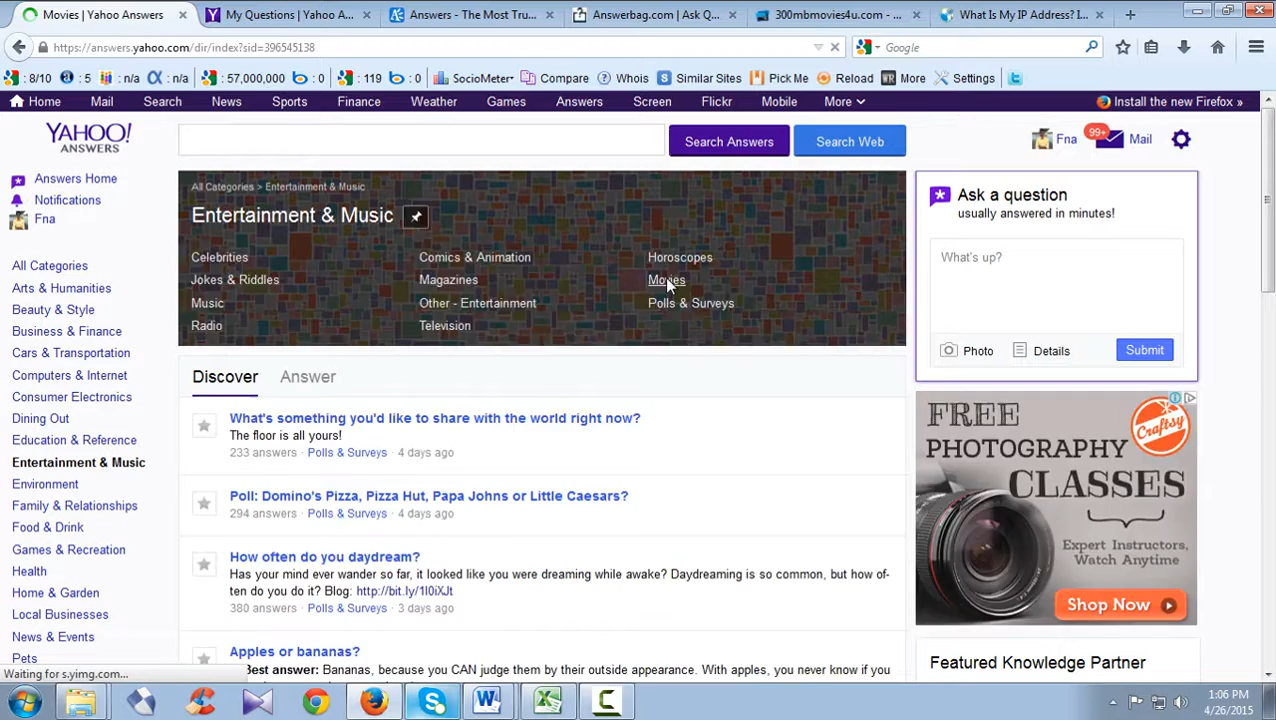 Movies | Yahoo Answers
My Questions | Yahoo A...
Answers - The Most Tru...
Answerbag.com | Ask Q...
300mbmovies4u.com - ...
What Is My IP Address? I...
https://answers.yahoo.com/dir/index?sid=396545138
Google
: 8/10 : 5 : n/a : n/a : 57,000,000 : 0 : 119 : 0 SocioMeter Compare Whois Similar Sites Pick Me Reload More Settings
Home Mail Search News Sports Finance Weather Games Answers Screen Flickr Mobile More Install the new Firefox »
YAHOO!
ANSWERS
Search Answers
Search Web
Fna
99+
Mail
Answers Home
Notifications
Fna
All Categories
Arts & Humanities
Beauty & Style
Business & Finance
Cars & Transportation
Computers & Internet
Consumer Electronics
Dining Out
Education & Reference
Entertainment & Music
Environment
Family & Relationships
Food & Drink
Games & Recreation
Health
Home & Garden
Local Businesses
News & Events
Pets
All Categories > Entertainment & Music
Entertainment & Music
Celebrities Comics & Animation Horoscopes
Jokes & Riddles Magazines Movies
Music Other - Entertainment Polls & Surveys
Radio Television
Discover Answer
What's something you'd like to share with the world right now?
The floor is all yours!
233 answers · Polls & Surveys · 4 days ago
Poll: Domino's Pizza, Pizza Hut, Papa Johns or Little Caesars?
294 answers · Polls & Surveys · 4 days ago
How often do you daydream?
Has your mind ever wander so far, it looked like you were dreaming while awake? Daydreaming is so common, but how of-
ten do you do it? Blog: http://bit.ly/1I0iXJt
380 answers · Polls & Surveys · 3 days ago
Apples or bananas?
Best answer: Bananas, because you CAN judge them by their outside appearance. With apples, you never know if you
Ask a question
usually answered in minutes!
What's up?
Photo Details Submit
FREE
PHOTOGRAPHY
CLASSES
Craftsy
Expert Instructors,
Watch Anytime
Shop Now
Featured Knowledge Partner
Waiting for s.yimg.com...
1:06 PM
4/26/2015